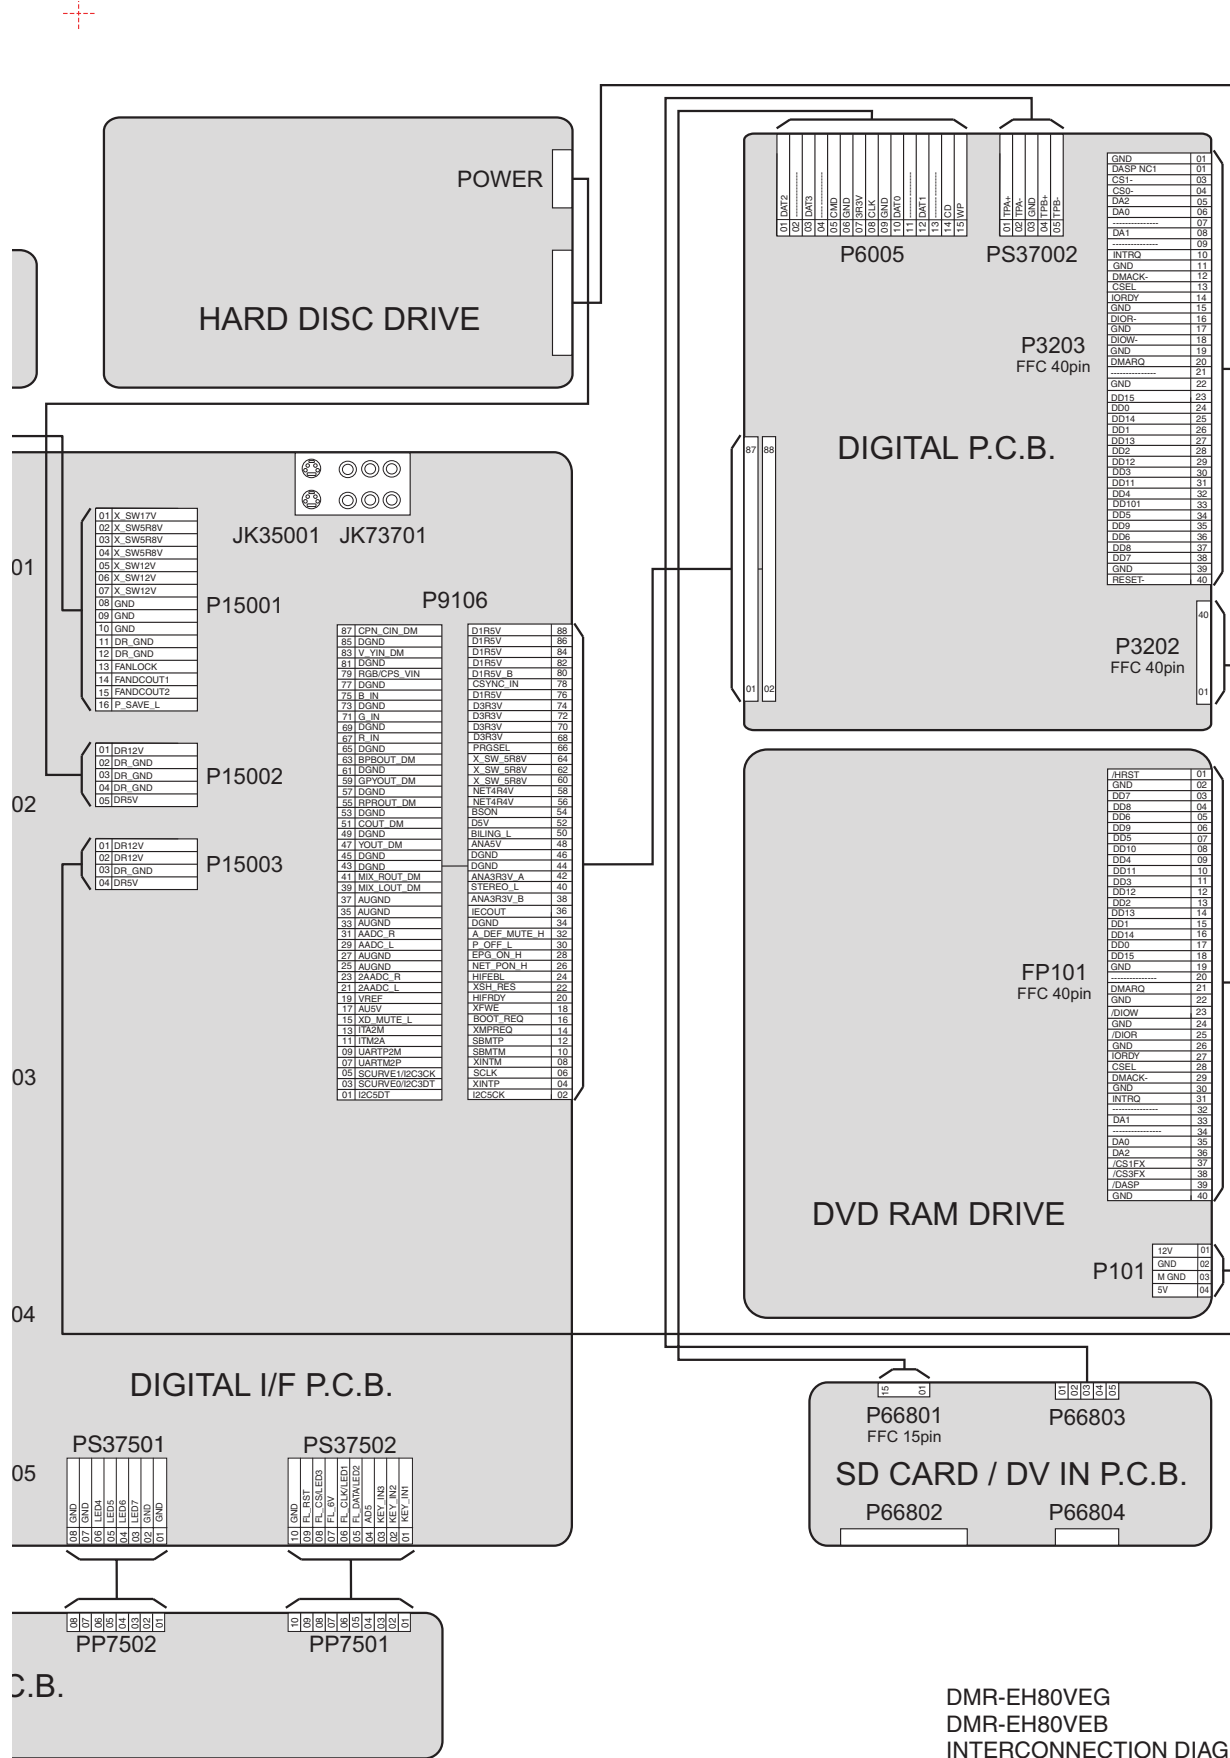 POWER
HARD DISC DRIVE
01 DAT2
02 ---------------
03 DAT3
04 ---------------
05 CMD
06 GND
07 3R3V
08 CLK
09 GND
10 DAT0
11 ---------------
12 DAT1
13 ---------------
14 CD
15 WP
P6005
01 TPA+
02 TPA-
03 GND
04 TPB+
05 TPB-
PS37002
GND 01
DASP NC1 01
CS1- 03
CS0- 04
DA2 05
DA0 06
--------------- 07
DA1 08
--------------- 09
INTRQ 10
GND 11
DMACK- 12
CSEL 13
IORDY 14
GND 15
DIOR- 16
GND 17
DIOW- 18
GND 19
DMARQ 20
--------------- 21
GND 22
DD15 23
DD0 24
DD14 25
DD1 26
DD13 27
DD2 28
DD12 29
DD3 30
DD11 31
DD4 32
DD101 33
DD5 34
DD9 35
DD6 36
DD8 37
DD7 38
GND 39
RESET- 40
P3203
FFC 40pin
DIGITAL P.C.B.
87 88
01 02
40
P3202
FFC 40pin
01
JK35001 JK73701
01
01 X_SW17V
02 X_SW5R8V
03 X_SW5R8V
04 X_SW5R8V
05 X_SW12V
06 X_SW12V
07 X_SW12V
08 GND
09 GND
10 GND
11 DR_GND
12 DR_GND
13 FANLOCK
14 FANDCOUT1
15 FANDCOUT2
16 P_SAVE_L
P15001
02
01 DR12V
02 DR_GND
03 DR_GND
04 DR_GND
05 DR5V
P15002
01 DR12V
02 DR12V
03 DR_GND
04 DR5V
P15003
03
04
05
P9106
87 CPN_CIN_DM D1R5V 88
85 DGND D1R5V 86
83 V_YIN_DM D1R5V 84
81 DGND D1R5V 82
79 RGB/CPS_VIN D1R5V_B 80
77 DGND CSYNC_IN 78
75 B_IN D1R5V 76
73 DGND D3R3V 74
71 G_IN D3R3V 72
69 DGND D3R3V 70
67 R_IN D3R3V 68
65 DGND PRGSEL 66
63 BPBOUT_DM X_SW_5R8V 64
61 DGND X_SW_5R8V 62
59 GPYOUT_DM X_SW_5R8V 60
57 DGND NET4R4V 58
55 RPROUT_DM NET4R4V 56
53 DGND BSON 54
51 COUT_DM D5V 52
49 DGND BILING_L 50
47 YOUT_DM ANA5V 48
45 DGND DGND 46
43 DGND DGND 44
41 MIX_ROUT_DM ANA3R3V_A 42
39 MIX_LOUT_DM STEREO_L 40
37 AUGND ANA3R3V_B 38
35 AUGND IECOUT 36
33 AUGND DGND 34
31 AADC_R A_DEF_MUTE_H 32
29 AADC_L P_OFF_L 30
27 AUGND EPG_ON_H 28
25 AUGND NET_PON_H 26
23 2AADC_R HIFEBL 24
21 2AADC_L XSH_RES 22
19 VREF HIFRDY 20
17 AU5V XFWE 18
15 XD_MUTE_L BOOT_REQ 16
13 ITA2M XMPREQ 14
11 ITM2A SBMTP 12
09 UARTP2M SBMTM 10
07 UARTM2P XINTM 08
05 SCURVE1/I2C3CK SCLK 06
03 SCURVE0/I2C3DT XINTP 04
01 I2C5DT I2C5CK 02
/HRST 01
GND 02
DD7 03
DD8 04
DD6 05
DD9 06
DD5 07
DD10 08
DD4 09
DD11 10
DD3 11
DD12 12
DD2 13
DD13 14
DD1 15
DD14 16
DD0 17
DD15 18
GND 19
--------------- 20
DMARQ 21
GND 22
/DIOW 23
GND 24
/DIOR 25
GND 26
IORDY 27
CSEL 28
DMACK- 29
GND 30
INTRQ 31
--------------- 32
DA1 33
--------------- 34
DA0 35
DA2 36
/CS1FX 37
/CS3FX 38
/DASP 39
GND 40
FP101
FFC 40pin
DVD RAM DRIVE
P101
12V 01
GND 02
M GND 03
5V 04
DIGITAL I/F P.C.B.
PS37501
08 GND
07 GND
06 LED4
05 LED5
04 LED6
03 LED7
02 GND
01 GND
PS37502
10 GND
09 FL_RST
08 FL_CS/LED3
07 FL_6V
06 FL_CLK/LED1
05 FL_DATA/LED2
04 AD5
03 KEY_IN3
02 KEY_IN2
01 KEY_IN1
15 01
P66801
FFC 15pin
01 02 03 04 05
P66803
SD CARD / DV IN P.C.B.
P66802 P66804
08 07 06 05 04 03 02 01
PP7502
10 09 08 07 06 05 04 03 02 01
PP7501
C.B.
DMR-EH80VEG
DMR-EH80VEB
INTERCONNECTION DIAG